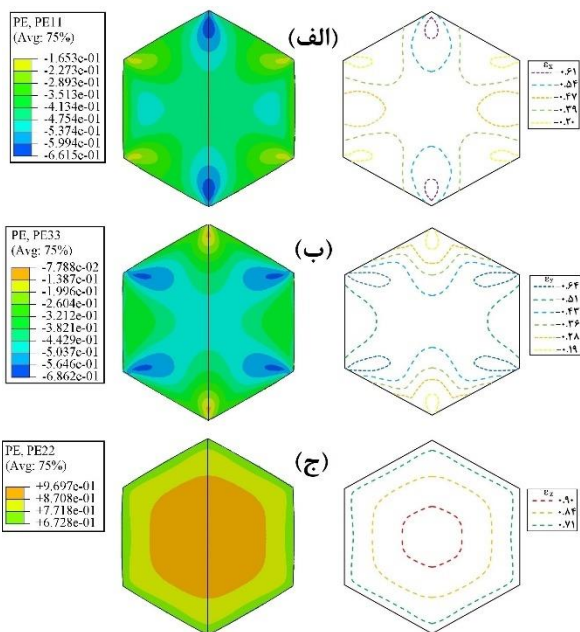 PE, PE11
(Avg: 75%)
-1.653e-01
-2.273e-01
-2.893e-01
-3.513e-01
-4.134e-01
-4.754e-01
-5.374e-01
-5.994e-01
-6.615e-01
(الف)
εx
-۰.۶۱
-۰.۵۴
-۰.۴۷
-۰.۳۹
-۰.۲۰
PE, PE33
(Avg: 75%)
-7.788e-02
-1.387e-01
-1.996e-01
-2.604e-01
-3.212e-01
-3.821e-01
-4.429e-01
-5.037e-01
-5.646e-01
-6.862e-01
(ب)
εy
-۰.۶۴
-۰.۵۱
-۰.۴۳
-۰.۳۶
-۰.۲۸
-۰.۱۹
PE, PE22
(Avg: 75%)
+9.697e-01
+8.708e-01
+7.718e-01
+6.728e-01
(ج)
εz
۰.۹۰
۰.۸۴
۰.۷۱